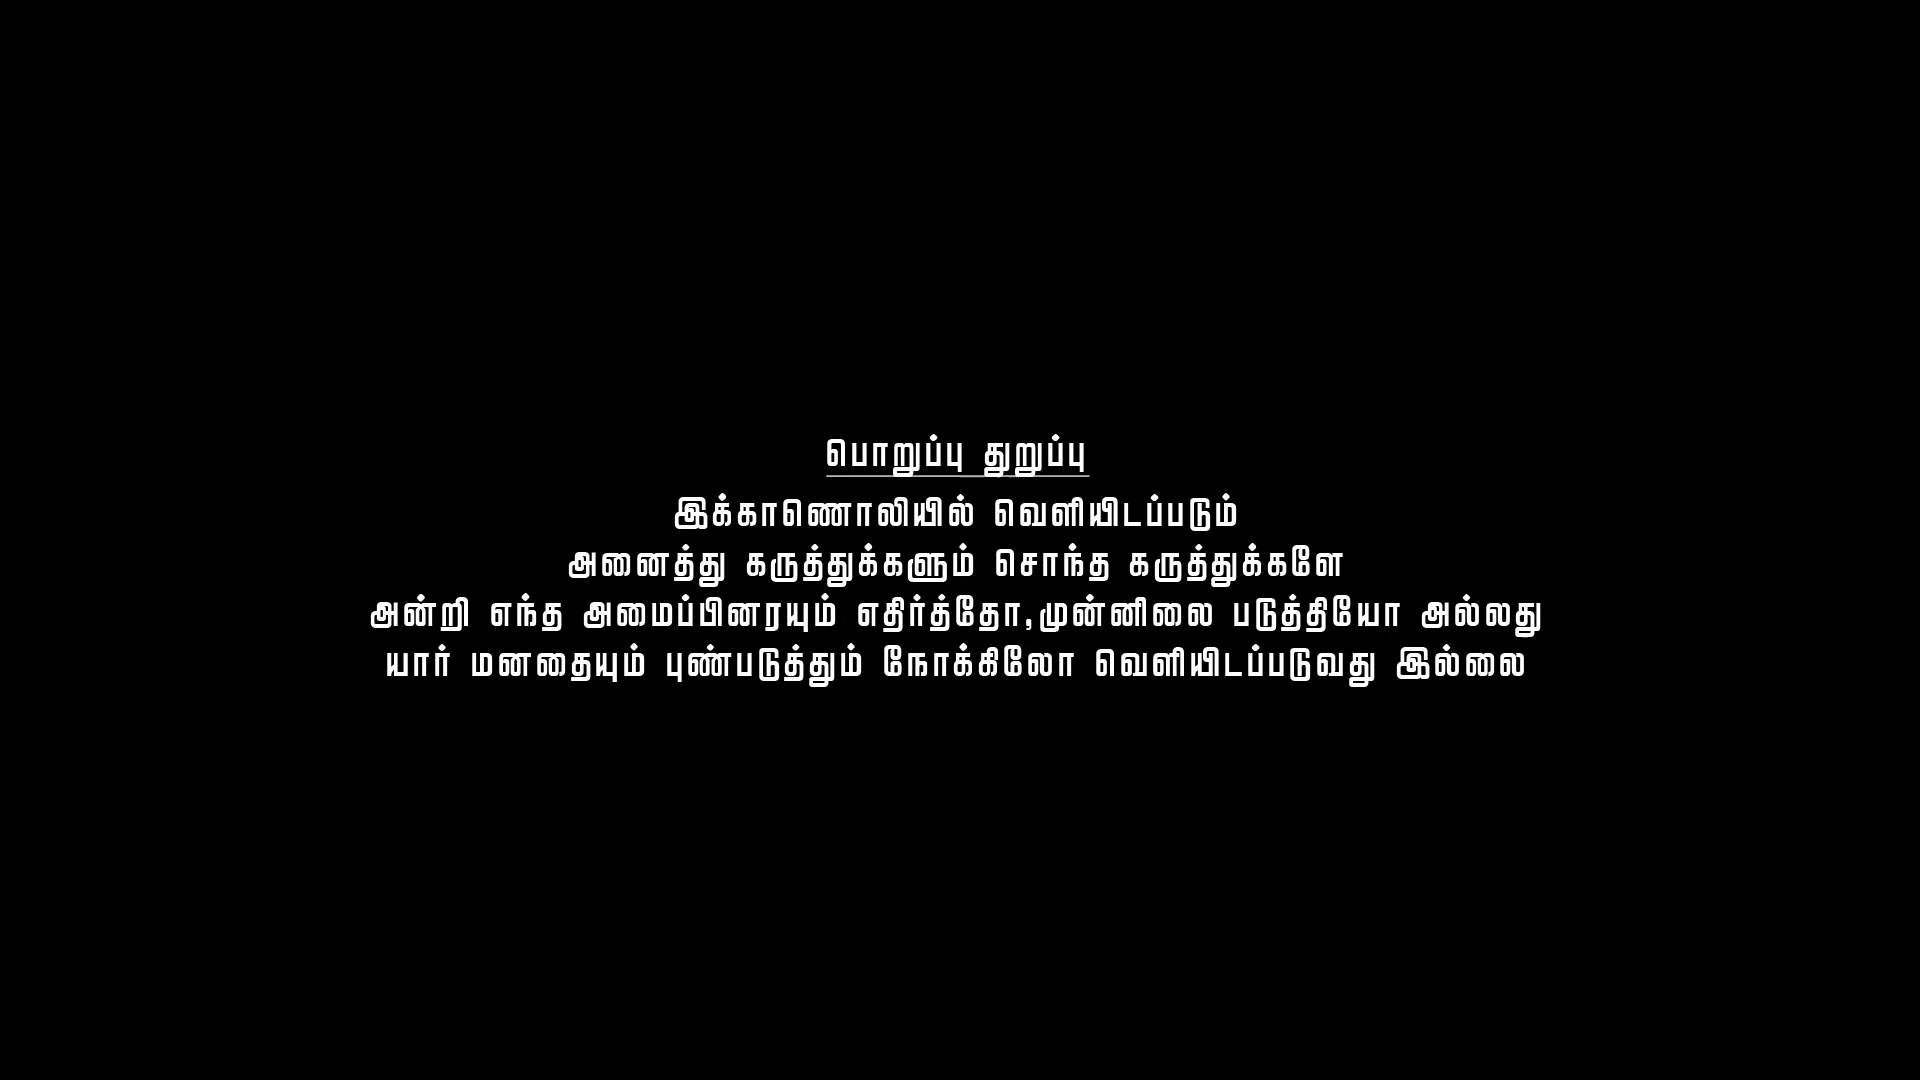 பொறுப்பு துறுப்பு
இக்காணொலியில் வெளியிடப்படும்
அனைத்து கருத்துக்களும் சொந்த கருத்துக்களே
அன்றி எந்த அமைப்பினரயும் எதிர்த்தோ,முன்னிலை படுத்தியோ அல்லது
யார் மனதையும் புண்படுத்தும் நோக்கிலோ வெளியிடப்படுவது இல்லை